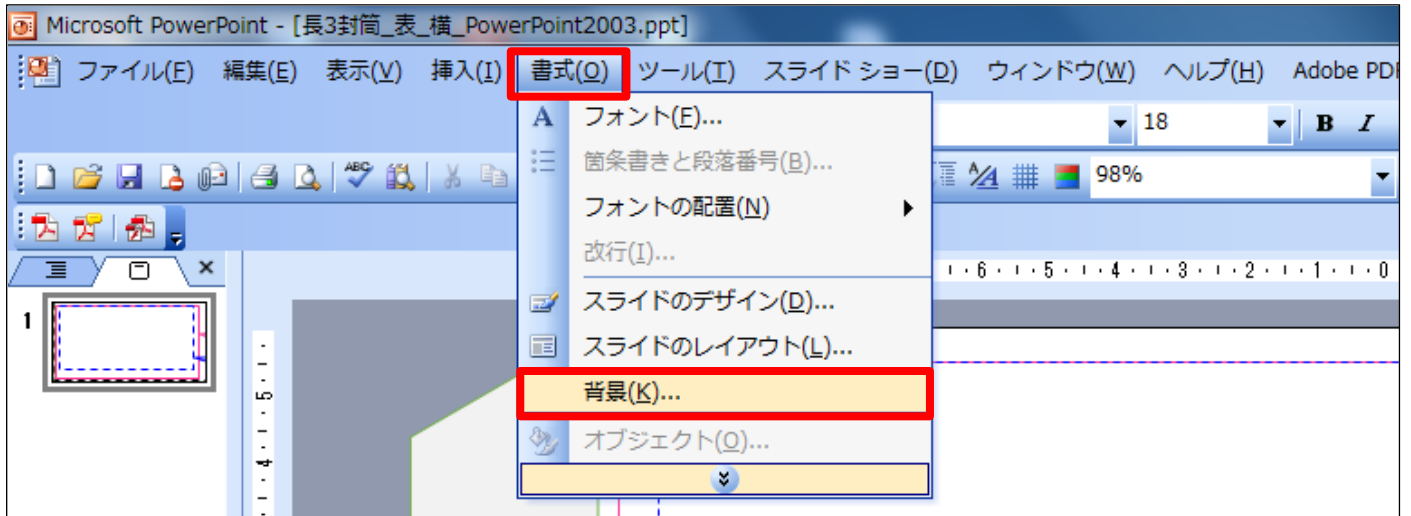 Microsoft PowerPoint - [長3封筒_表_横_PowerPoint2003.ppt]
ファイル(F) 編集(E) 表示(V) 挿入(I) 書式(O) ツール(T) スライド ショー(D) ウィンドウ(W) ヘルプ(H) Adobe PDF
フォント(F)...
18
B I
箇条書きと段落番号(B)...
98%
フォントの配置(N)
改行(I)...
6 5 4 3 2 1 0
スライドのデザイン(D)...
1
スライドのレイアウト(L)...
背景(K)...
5
オブジェクト(O)...
4